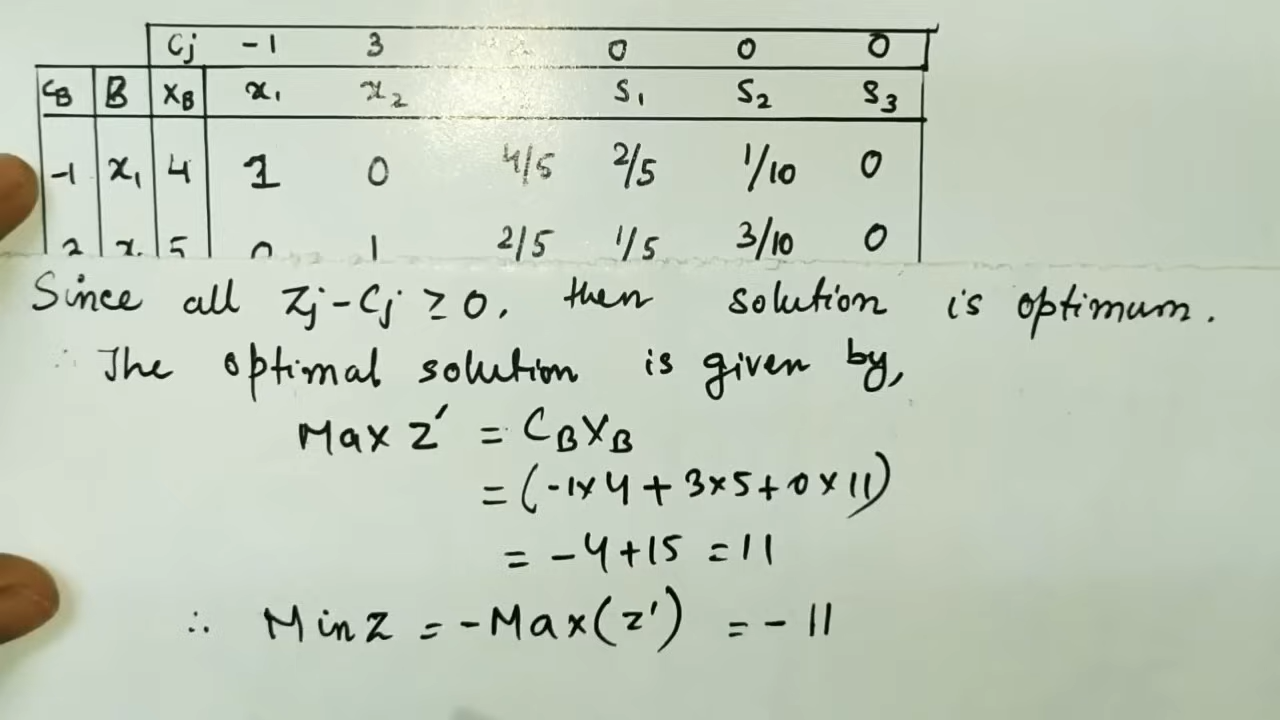 Cj -1 3 0 0 0
CB B XB x1 x2 S1 S2 S3
-1 x1 4 1 0 4/5 2/5 1/10 0
5 0 1 2/5 1/5 3/10 0
Since all Zj-Cj ≥ 0, then solution is optimum.
∴ The optimal solution is given by,
Max Z' = CBXB
= (-1×4 + 3×5 + 0×11)
= -4+15 = 11
∴ Min Z = -Max(Z') = -11